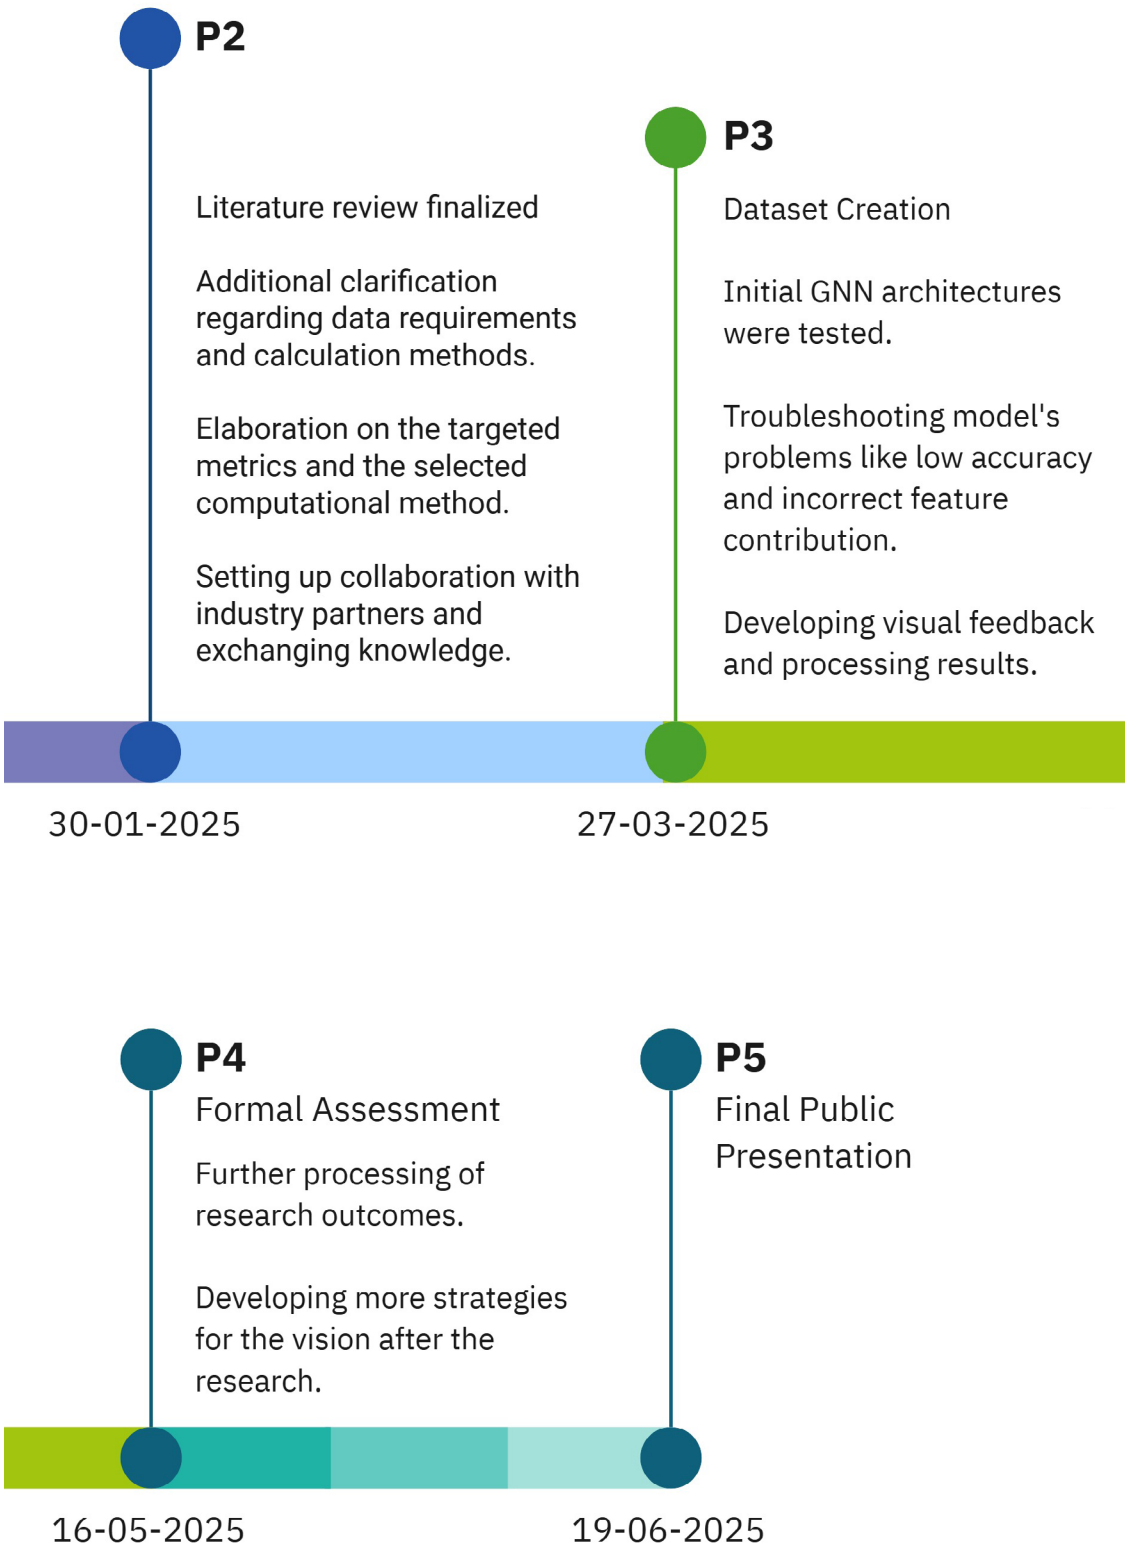 P2
Literature review finalized
Additional clarification
regarding data requirements
and calculation methods.
Elaboration on the targeted
metrics and the selected
computational method.
Setting up collaboration with
industry partners and
exchanging knowledge.
30-01-2025
P3
Dataset Creation
Initial GNN architectures
were tested.
Troubleshooting model's
problems like low accuracy
and incorrect feature
contribution.
Developing visual feedback
and processing results.
27-03-2025
P4
Formal Assessment
Further processing of
research outcomes.
Developing more strategies
for the vision after the
research.
16-05-2025
P5
Final Public
Presentation
19-06-2025